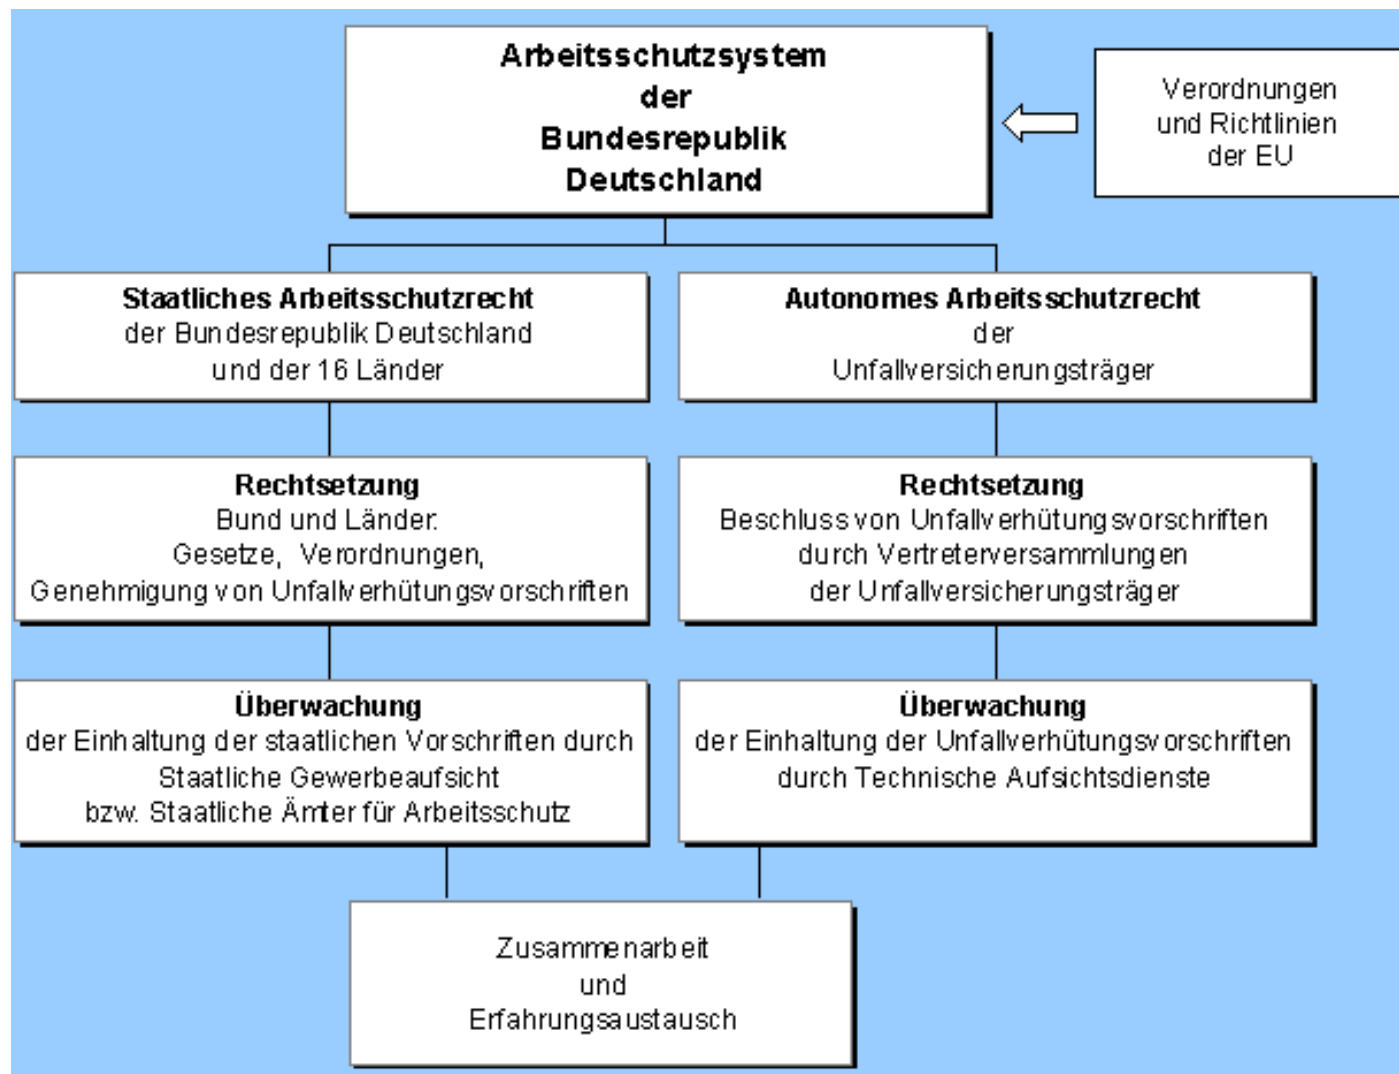 Arbeitsschutzsystem
der
Bundesrepublik
Deutschland
Verordnungen
und Richtlinien
der EU
Staatliches Arbeitsschutzrecht
der Bundesrepublik Deutschland
und der 16 Länder
Autonomes Arbeitsschutzrecht
der
Unfallversicherungsträger
Rechtsetzung
Bund und Länder:
Gesetze, Verordnungen,
Genehmigung von Unfallverhütungsvorschriften
Rechtsetzung
Beschluss von Unfallverhütungsvorschriften
durch Vertreterversammlungen
der Unfallversicherungsträger
Überwachung
der Einhaltung der staatlichen Vorschriften durch
Staatliche Gewerbeaufsicht
bzw. Staatliche Ämter für Arbeitsschutz
Überwachung
der Einhaltung der Unfallverhütungsvorschriften
durch Technische Aufsichtsdienste
Zusammenarbeit
und
Erfahrungsaustausch